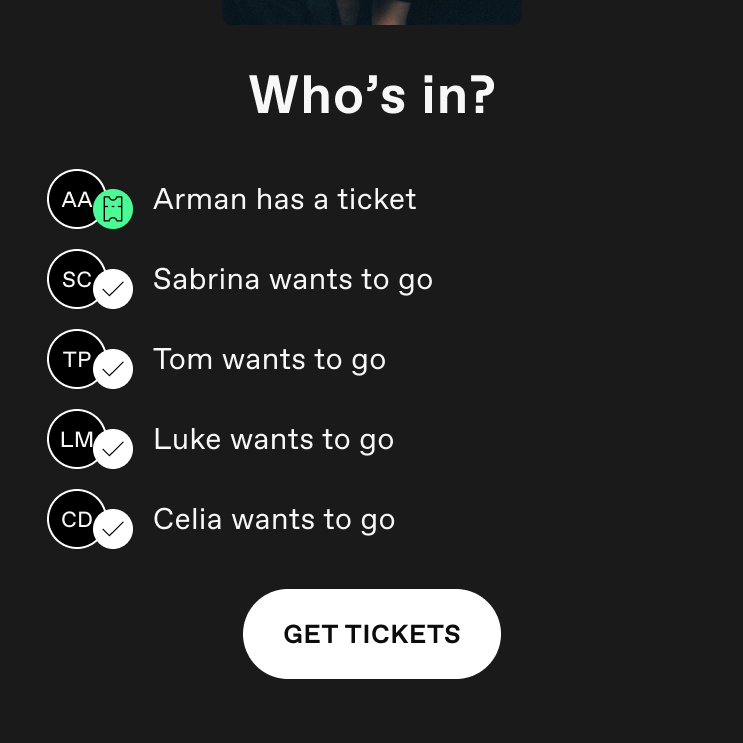 Who’s in?
AA Arman has a ticket
SC Sabrina wants to go
TP Tom wants to go
LM Luke wants to go
CD Celia wants to go
GET TICKETS